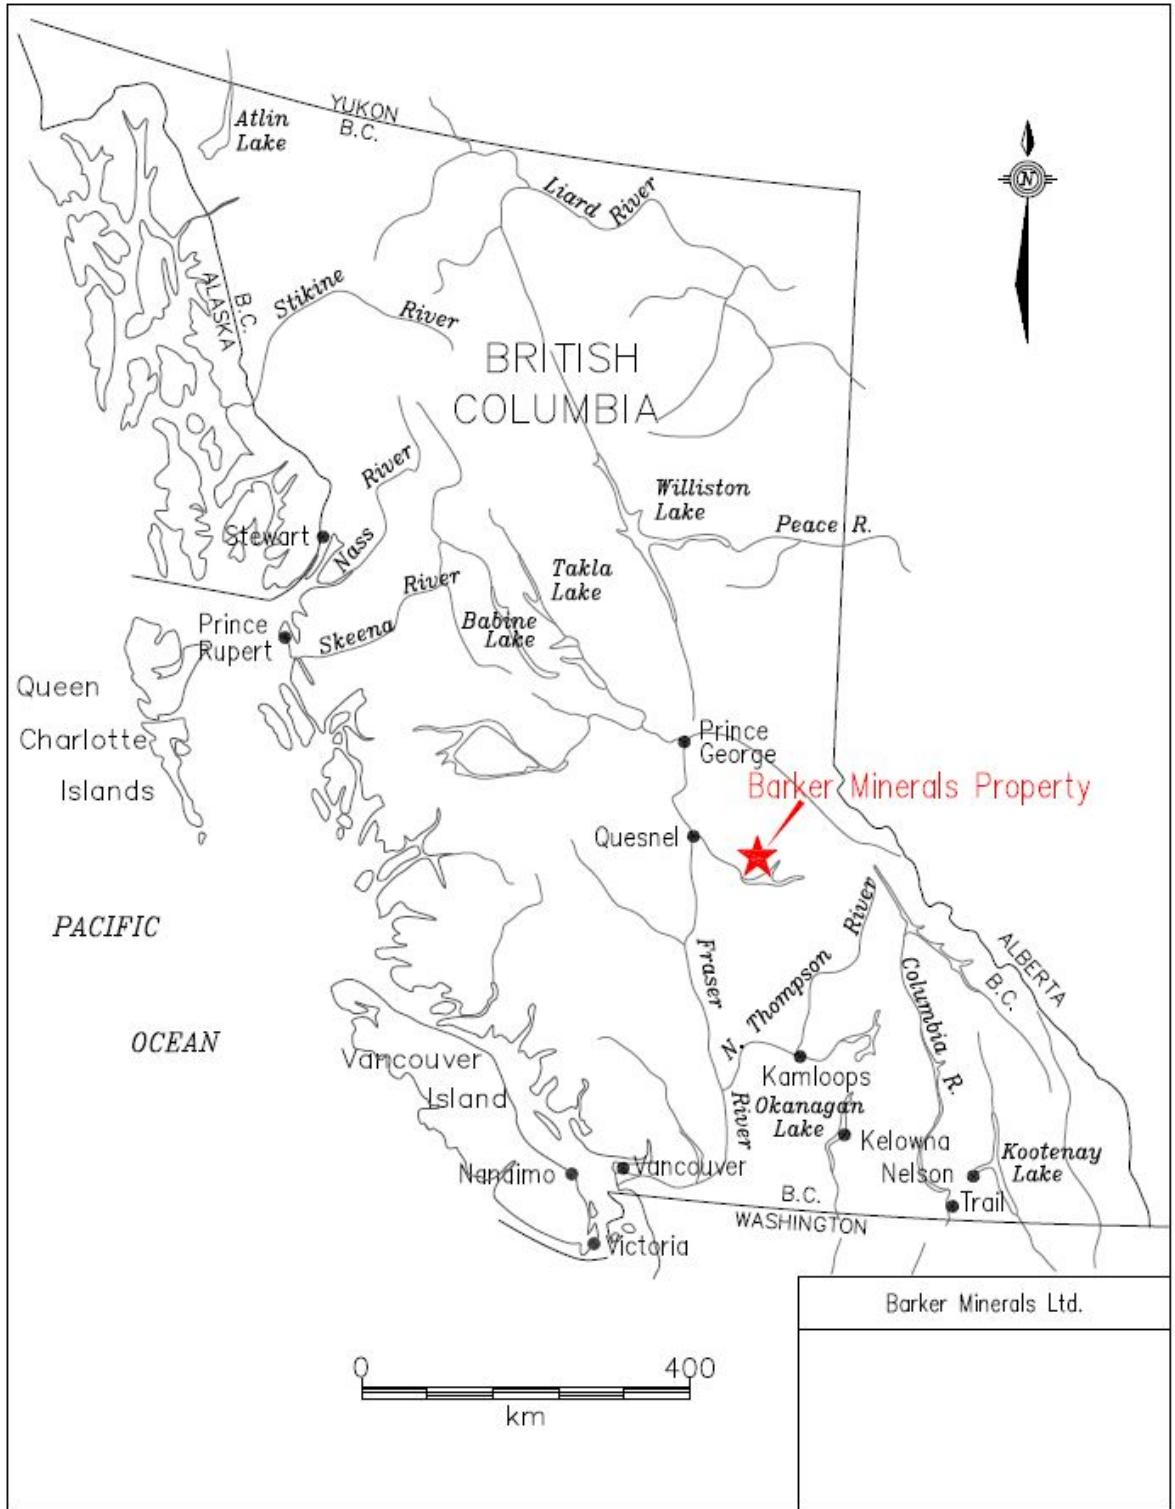 YUKON
B.C.
Atlin
Lake
N
Liard River
B.C.
ALASKA
Stikine River
BRITISH
COLUMBIA
Nass River
Williston
Lake
Peace R.
Stewart
Takla
Lake
Skeena River
Babine
Lake
Prince
Rupert
Queen
Charlotte
Islands
Prince
George
Barker Minerals Property
Quesnel
PACIFIC
OCEAN
Fraser River
N. Thompson River
Columbia R.
ALBERTA
B.C.
Vancouver
Island
Kamloops
Okanagan
Lake
Kelowna
Nelson
Kootenay
Lake
Trail
Nanaimo
Vancouver
Victoria
B.C.
WASHINGTON
Barker Minerals Ltd.
0 400
km